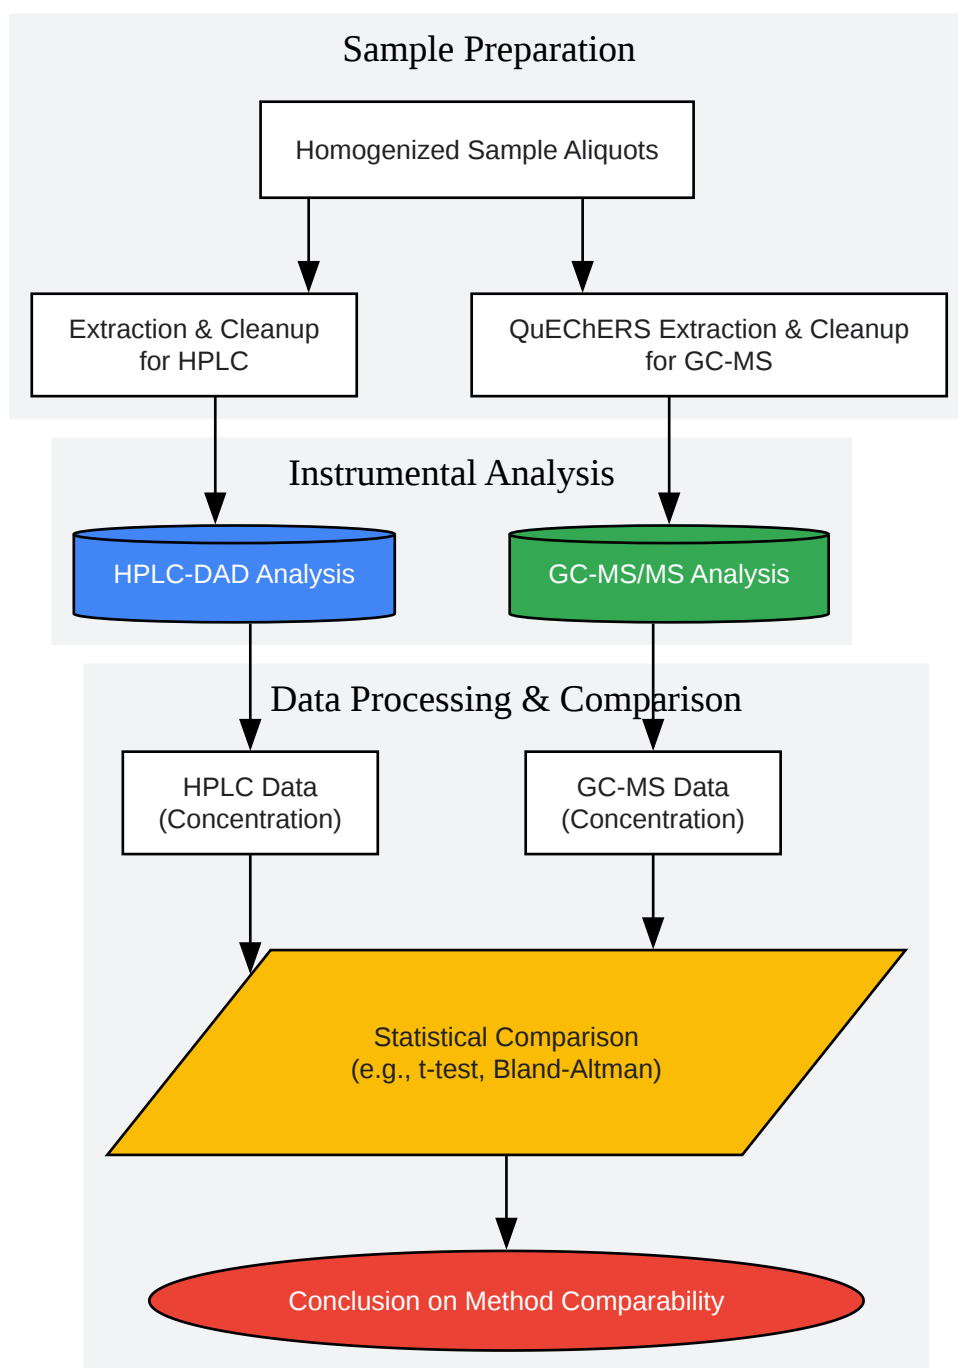 Sample Preparation
Homogenized Sample Aliquots
Extraction & Cleanup
for HPLC
QuEChERS Extraction & Cleanup
for GC-MS
Instrumental Analysis
HPLC-DAD Analysis
GC-MS/MS Analysis
Data Processing & Comparison
HPLC Data
(Concentration)
GC-MS Data
(Concentration)
Statistical Comparison
(e.g., t-test, Bland-Altman)
Conclusion on Method Comparability